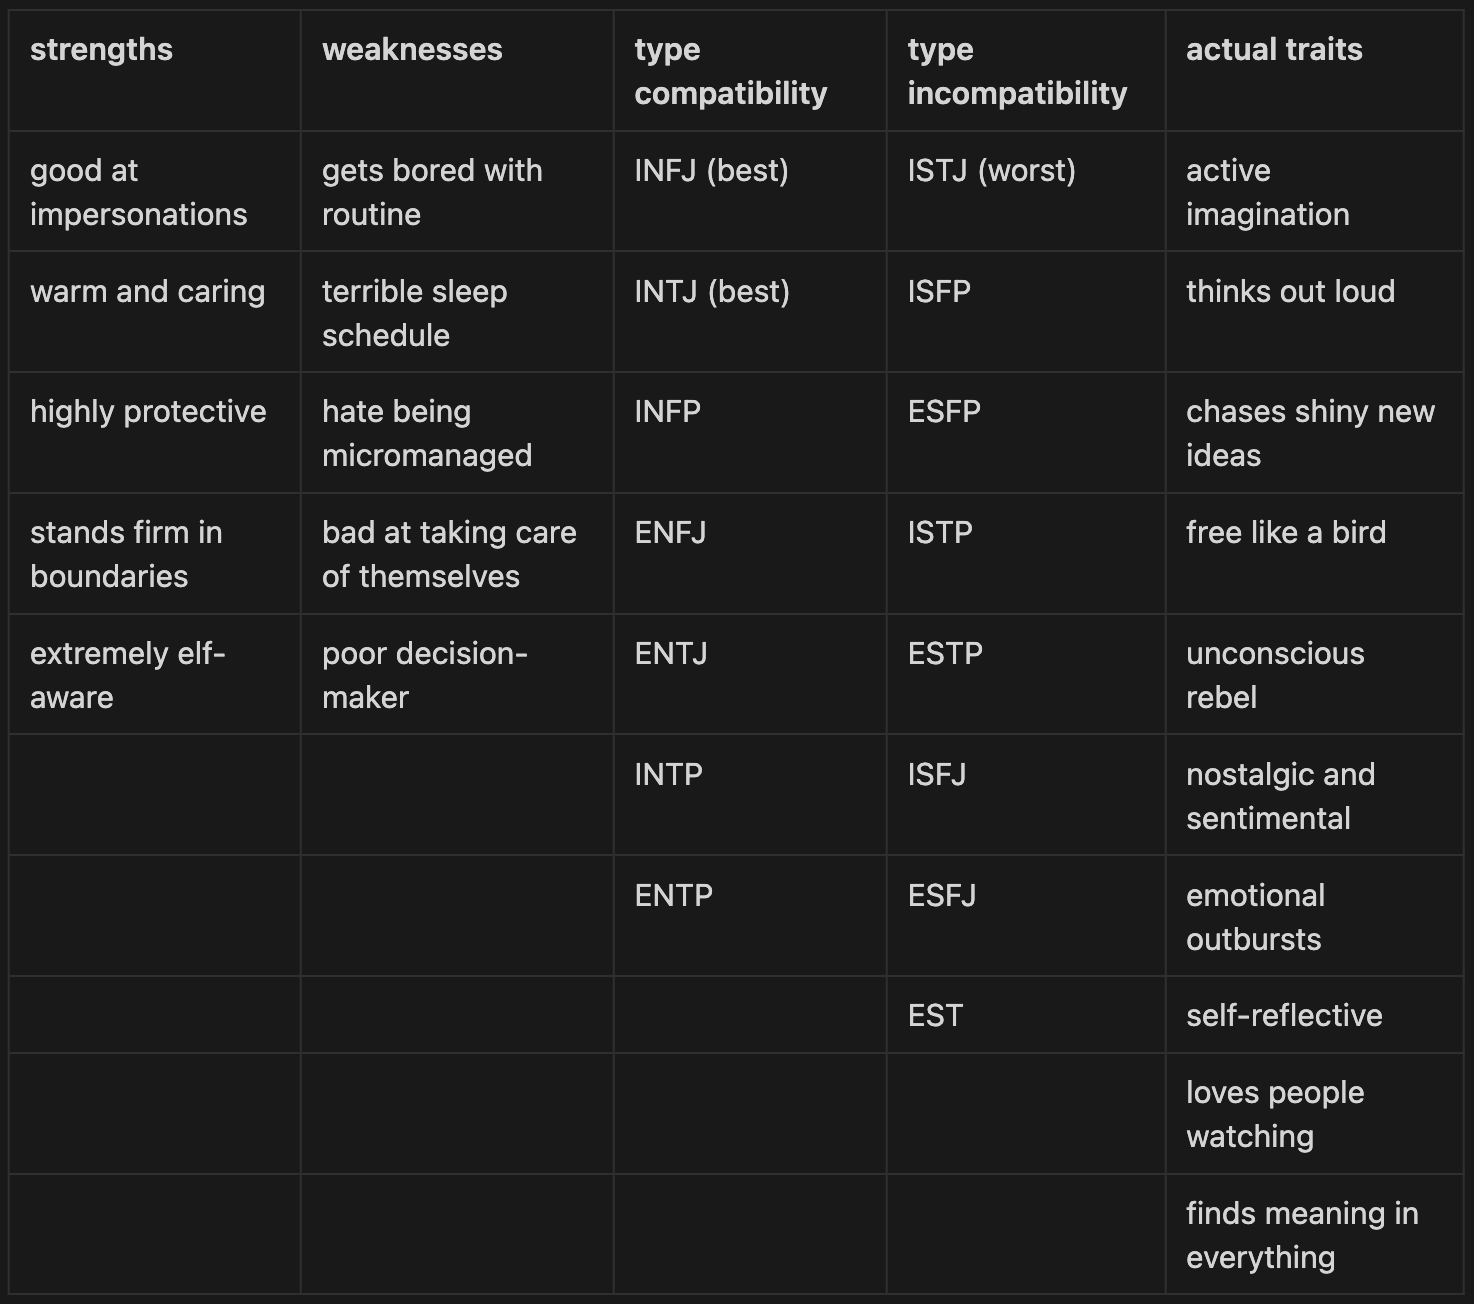 strengths
weaknesses
type
compatibility
type
incompatibility
actual traits
good at
impersonations
gets bored with
routine
INFJ (best)
ISTJ (worst)
active
imagination
warm and caring
terrible sleep
schedule
INTJ (best)
ISFP
thinks out loud
highly protective
hate being
micromanaged
INFP
ESFP
chases shiny new
ideas
stands firm in
boundaries
bad at taking care
of themselves
ENFJ
ISTP
free like a bird
extremely elf-
aware
poor decision-
maker
ENTJ
ESTP
unconscious
rebel
INTP
ISFJ
nostalgic and
sentimental
ENTP
ESFJ
emotional
outbursts
EST
self-reflective
loves people
watching
finds meaning in
everything